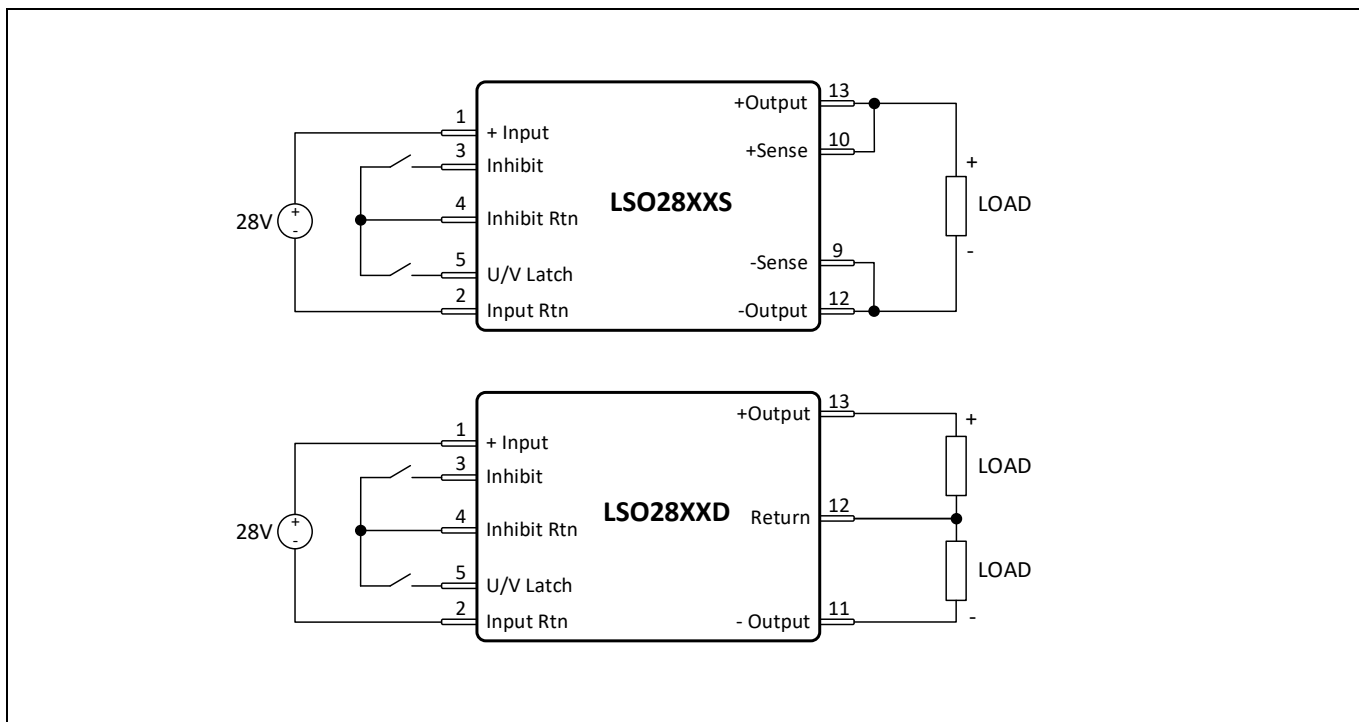 13
+Output
1
+ Input
10
+Sense
3
Inhibit
+
LSO28XXS
LOAD
4
Inhibit Rtn
28V
+
-
9
-Sense
-
5
U/V Latch
12
-Output
2
Input Rtn
13
+Output
+
1
+ Input
LOAD
3
Inhibit
LSO28XXD
12
Return
4
Inhibit Rtn
28V
+
-
LOAD
5
U/V Latch
11
- Output
-
2
Input Rtn